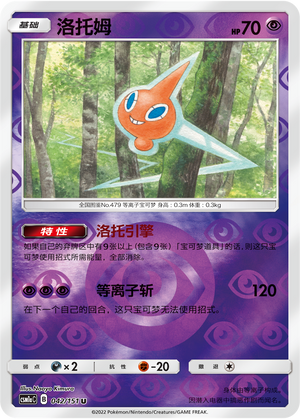 基础 洛托姆 HP70
全国图鉴No.479 等离子宝可梦 身高：0.3m 体重：0.3kg
特性 洛托引擎
如果自己的弃牌区中有9张以上(包含9张)「宝可梦道具」的话，则这只宝可梦使用招式所需能量，全部消除。
等离子斩 120
在下一个自己的回合，这只宝可梦无法使用招式。
弱点 ×2 抵抗力 -20 撤退
Illus. Naoyo Kimura
csm1cC B 042/151 U
©2022 Pokémon/Nintendo/Creatures/GAME FREAK.